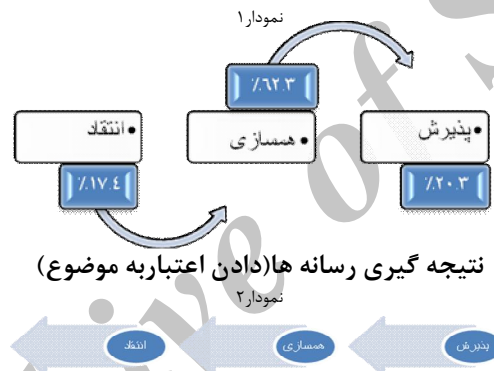 نمودار۱
٪۶۲.۳
•پذیرش
•همسازی
•انتقاد
٪۲۰.۳
٪۱۷.٤
نتیجه گیری رسانه ها(دادن اعتباربه موضوع)
نمودار۲
پذیرش
همسازی
انتقاد